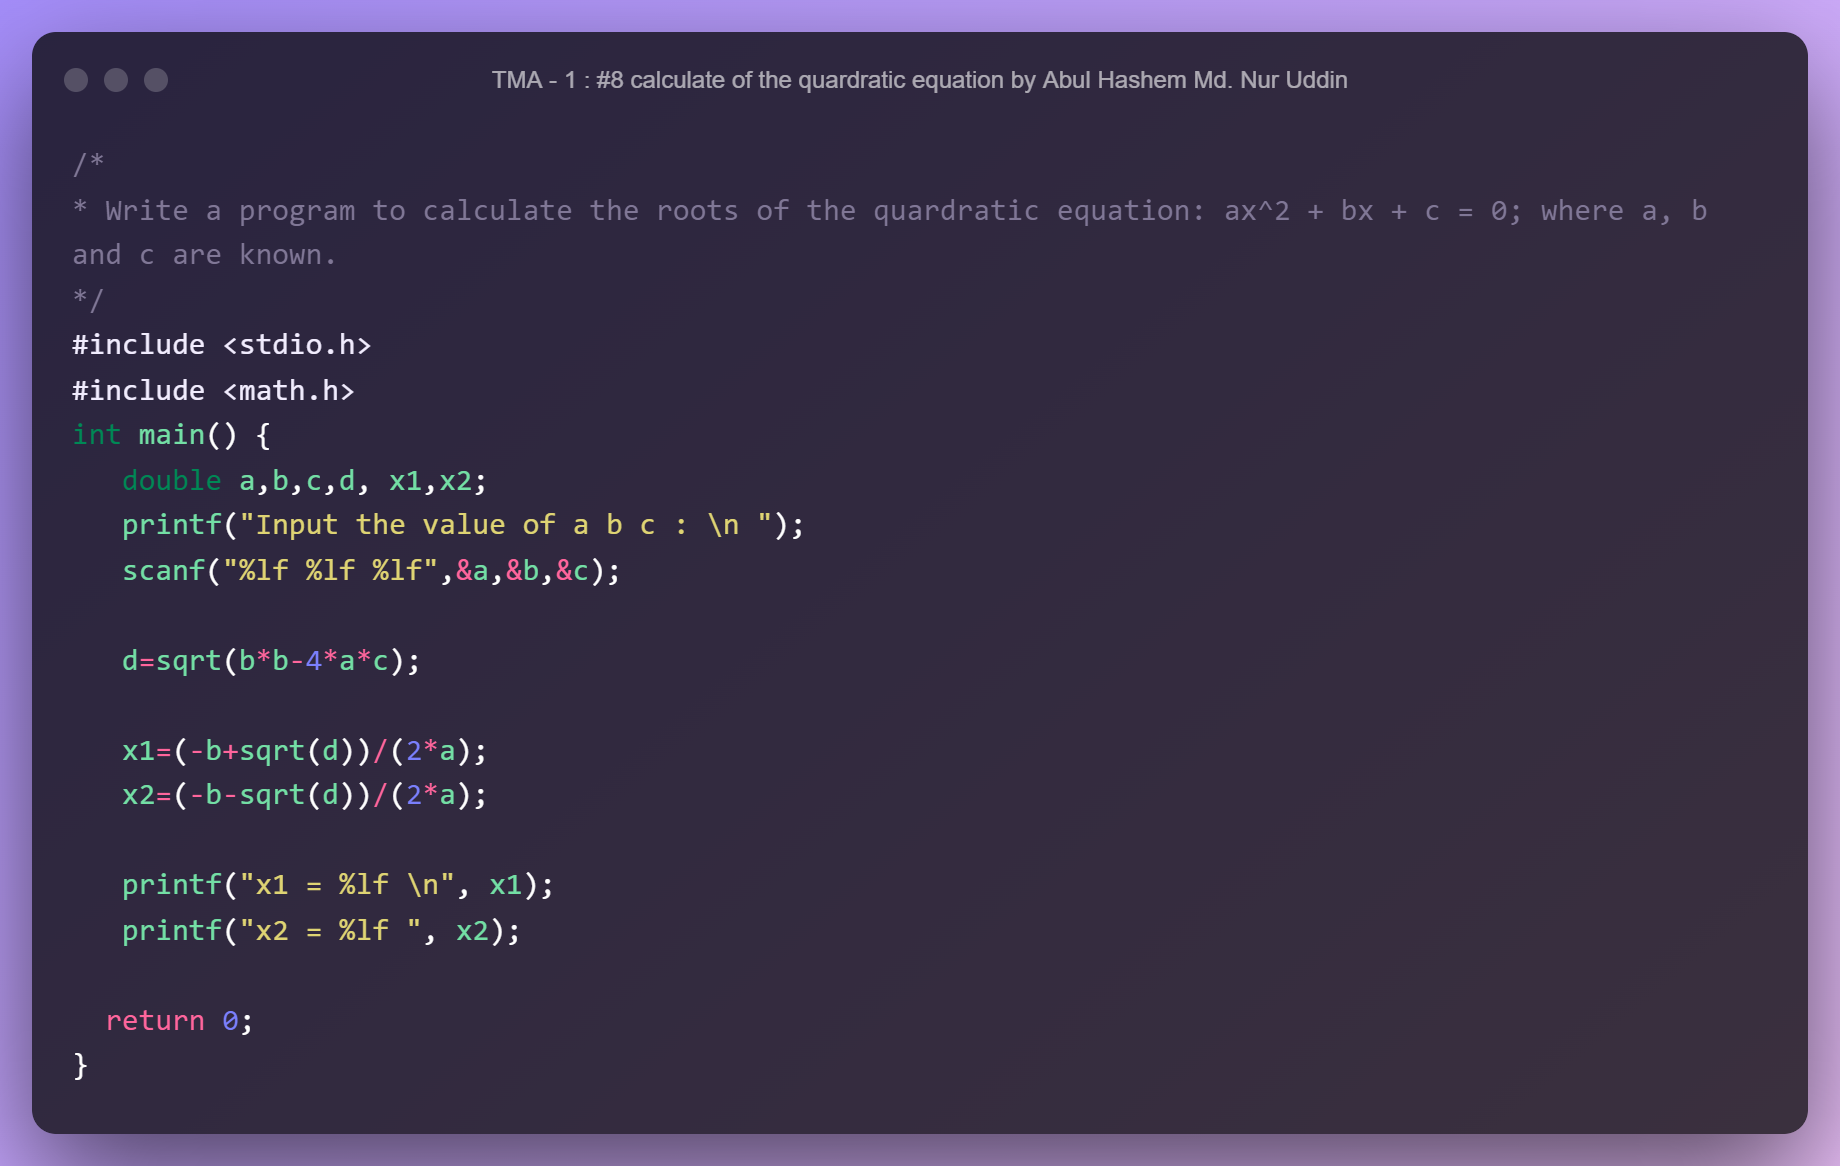 TMA - 1 : #8 calculate of the quardratic equation by Abul Hashem Md. Nur Uddin
/*
* Write a program to calculate the roots of the quardratic equation: ax^2 + bx + c = 0; where a, b
and c are known.
*/
#include <stdio.h>
#include <math.h>
int main() {
   double a,b,c,d, x1,x2;
   printf("Input the value of a b c : \n ");
   scanf("%lf %lf %lf",&a,&b,&c);

   d=sqrt(b*b-4*a*c);

   x1=(-b+sqrt(d))/(2*a);
   x2=(-b-sqrt(d))/(2*a);

   printf("x1 = %lf \n", x1);
   printf("x2 = %lf ", x2);

  return 0;
}